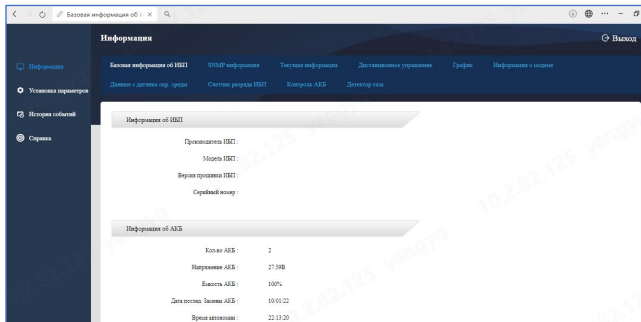 Базовая информация об I
Информация
Выход
Информация
Базовая информация об ИБП SNMP информация Текущая информация Дистанционное управление График Информация о модеме
Данные с датчика окр. среды Счетчик разряда ИБП Контроль АКБ Детектор газа
Установка параметров
История событий
Справка
Информация об ИБП
Производитель ИБП :
Модель ИБП :
Версия прошивки ИБП :
Серийный номер :
Информация об АКБ
Кол-во АКБ : 2
Напряжение АКБ : 27.59В
Емкость АКБ : 100%
Дата послед. Замены АКБ : 10/01/22
Время автономии : 22:13:20